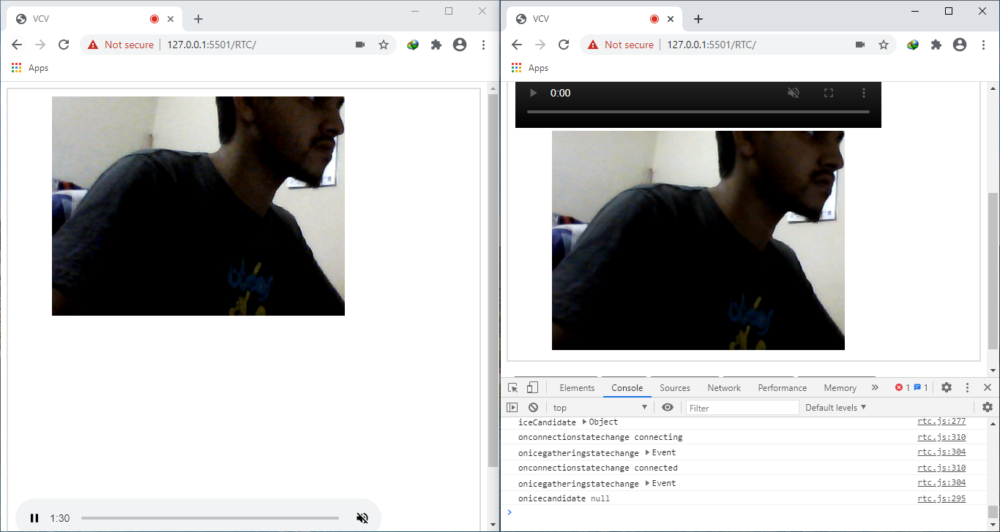 VCV
Not secure
127.0.0.1:5501/RTC/
Apps
1:30
VCV
Not secure
127.0.0.1:5501/RTC/
Apps
0:00
Elements
Console
Sources
Network
Performance
Memory
1
1
top
Filter
Default levels
iceCandidate Object rtc.js:277
onconnectionstatechange connecting rtc.js:310
onicegatheringstatechange Event rtc.js:304
onconnectionstatechange connected rtc.js:310
onicegatheringstatechange Event rtc.js:304
onicecandidate null rtc.js:295